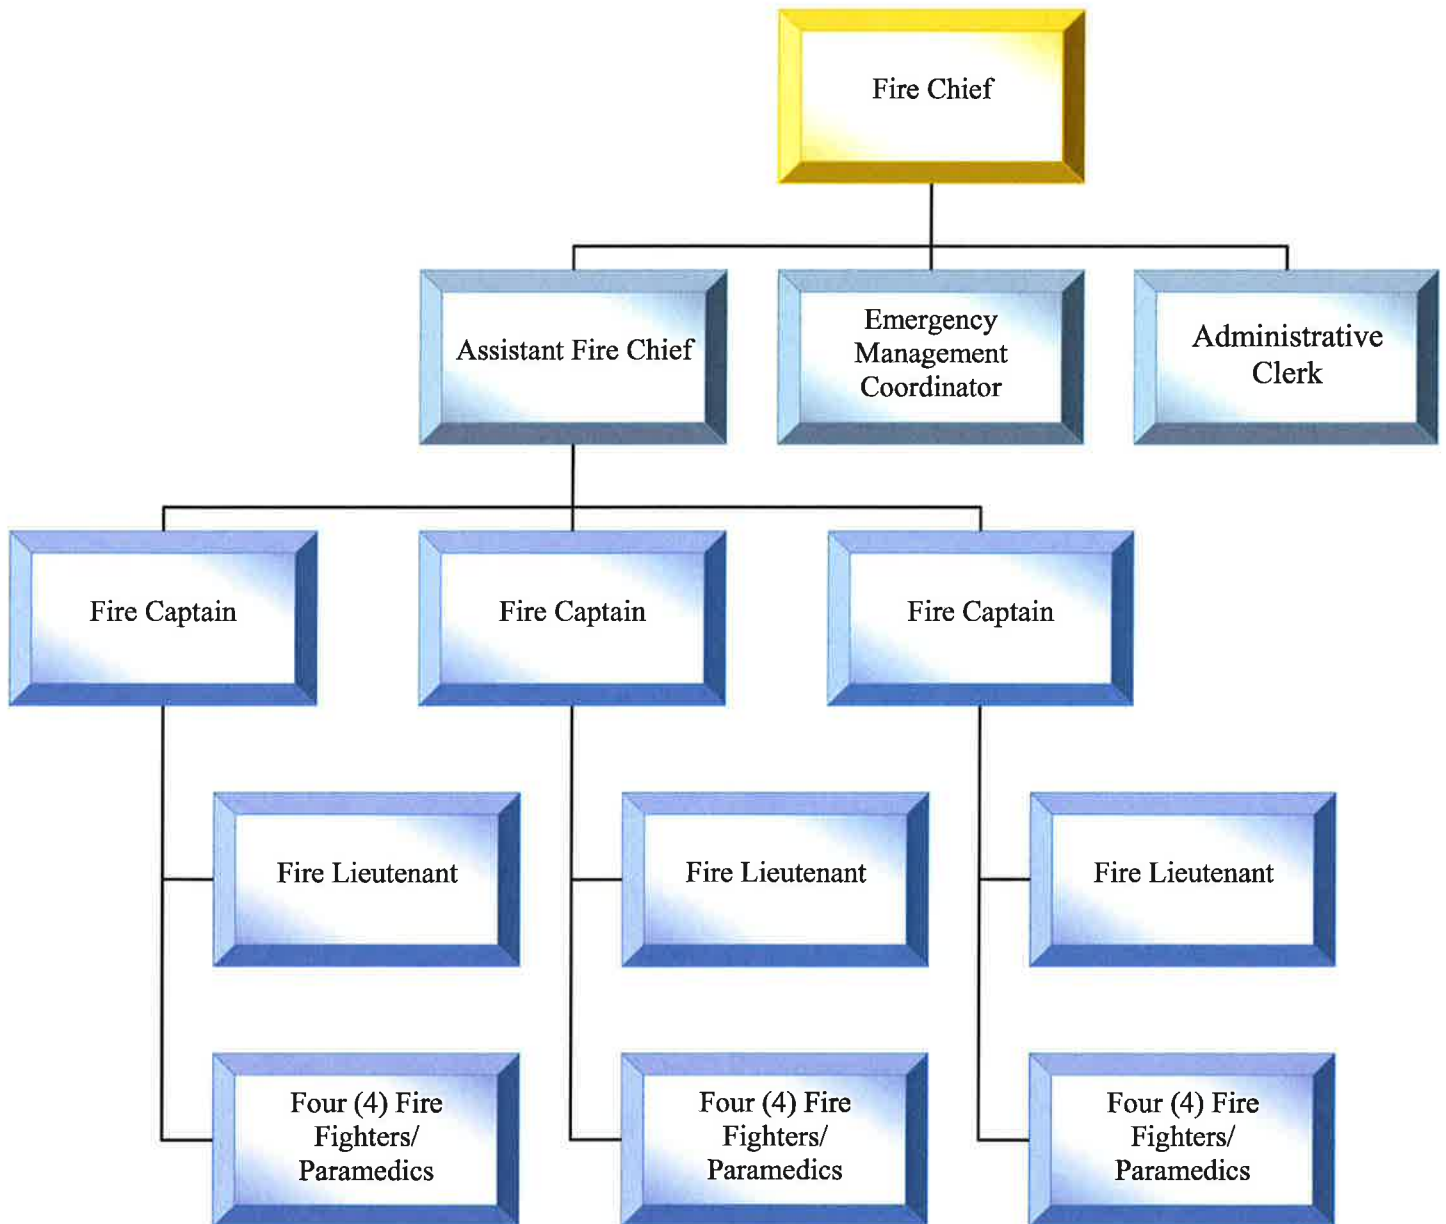 Fire Chief
Assistant Fire Chief
Emergency
Management
Coordinator
Administrative
Clerk
Fire Captain
Fire Captain
Fire Captain
Fire Lieutenant
Fire Lieutenant
Fire Lieutenant
Four (4) Fire
Fighters/
Paramedics
Four (4) Fire
Fighters/
Paramedics
Four (4) Fire
Fighters/
Paramedics